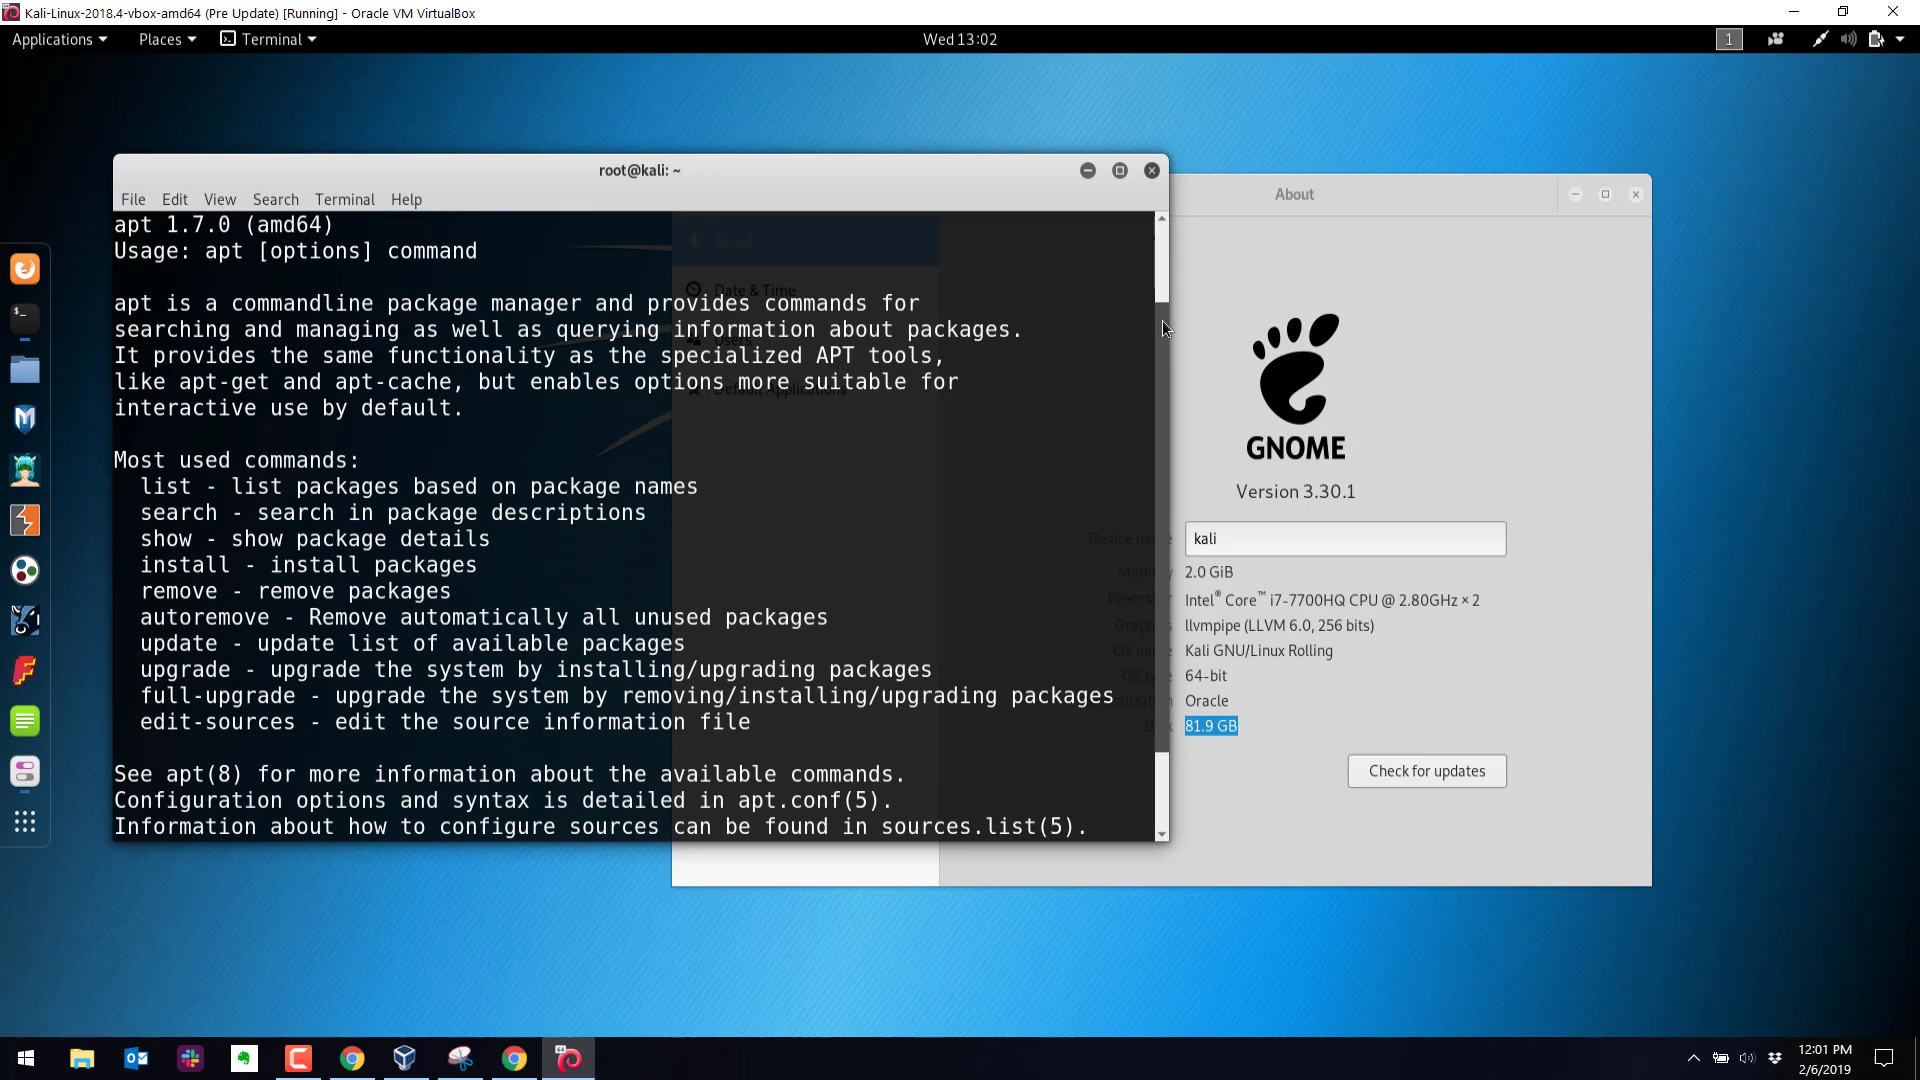 Kali-Linux-2018.4-vbox-amd64 (Pre Update) [Running] - Oracle VM VirtualBox
Applications Places Terminal Wed 13:02 1
root@kali: ~
File Edit View Search Terminal Help
apt 1.7.0 (amd64)
Usage: apt [options] command
apt is a commandline package manager and provides commands for
searching and managing as well as querying information about packages.
It provides the same functionality as the specialized APT tools,
like apt-get and apt-cache, but enables options more suitable for
interactive use by default.
Most used commands:
list - list packages based on package names
search - search in package descriptions
show - show package details
install - install packages
remove - remove packages
autoremove - Remove automatically all unused packages
update - update list of available packages
upgrade - upgrade the system by installing/upgrading packages
full-upgrade - upgrade the system by removing/installing/upgrading packages
edit-sources - edit the source information file
See apt(8) for more information about the available commands.
Configuration options and syntax is detailed in apt.conf(5).
Information about how to configure sources can be found in sources.list(5).
About
About
Date & Time
Users
Default Applications
GNOME
Version 3.30.1
kali
2.0 GiB
Intel® Core™ i7-7700HQ CPU @ 2.80GHz × 2
llvmpipe (LLVM 6.0, 256 bits)
Kali GNU/Linux Rolling
64-bit
Oracle
81.9 GB
Check for updates
12:01 PM
2/6/2019